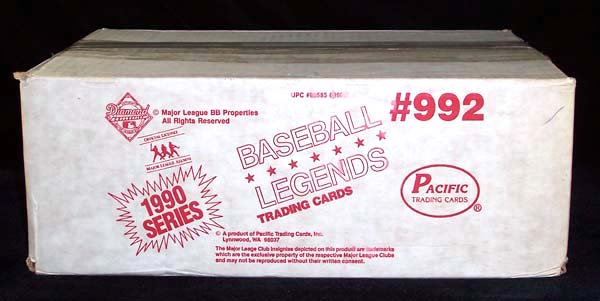 #992
© Major League BB Properties
All Rights Reserved
Diamond
OFFICIAL LICENSEE
MAJOR LEAGUE ALUMNI
BASEBALL
LEGENDS
TRADING CARDS
1990
SERIES
PACIFIC
TRADING CARDS
®
© A product of Pacific Trading Cards, Inc.
Lynnwood, WA 98037
The Major Leage Club insignias depicted on this product are trademarks
which are the exclusive property of the respective Major League Clubs
and may not be reproduced without their written consent.